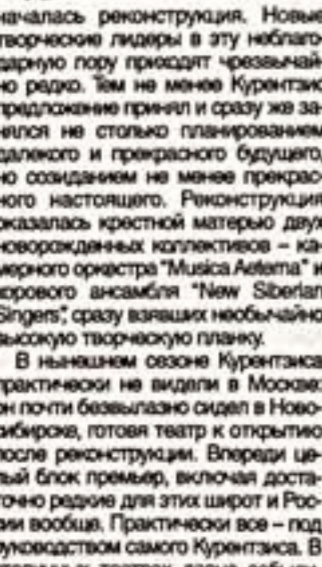 началась реконструкция. Новые
творческие лидеры в эту неблаго-
дарную пору приходят чрезвычай-
но редко. Тем не менее Курентзис
предложение принял и сразу же за-
нялся не столько планированием
далекого и прекрасного будущего,
но созиданием не менее прекрас-
ного настоящего. Реконструкция
оказалась крестной матерью двух
новорожденных коллективов – ка-
мерного оркестра "Musica Aeterna" и
хорового ансамбля "New Siberian
Singers", сразу взявших необычайно
высокую творческую планку.
В нынешнем сезоне Курентзиса
практически не видели в Москве:
он почти безвылазно сидел в Ново-
сибирске, готовя театр к открытию
после реконструкции. Впереди це-
лый блок премьер, включая доста-
точно редкие для этих широт и Рос-
сии вообще. Практически все – под
руководством самого Курентзиса. В